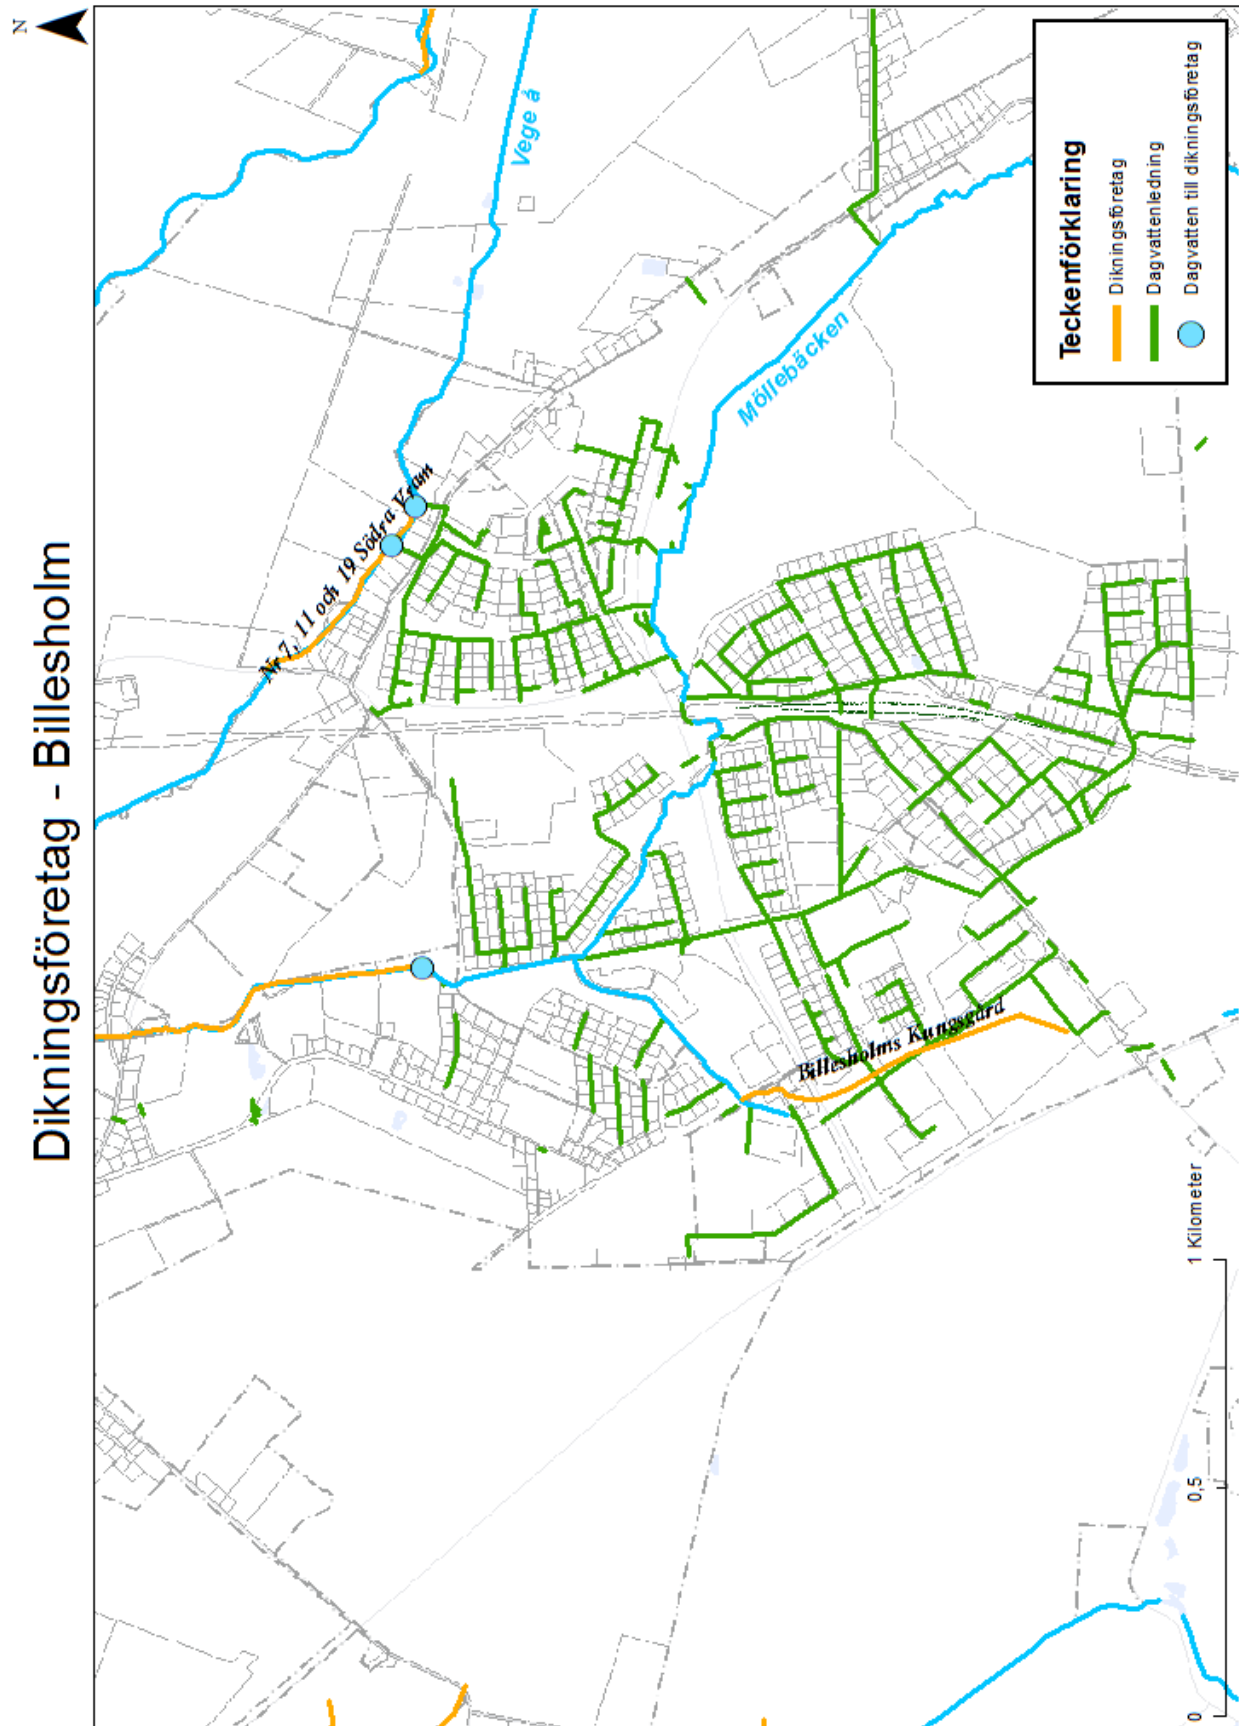 Dikningsföretag - Billesholm
N
Vege å
Nr 7, 11 och 19 Södra Vram
Möllebäcken
Billesholms Kungsgård
Teckenförklaring
Dikningsföretag
Dagvattenledning
Dagvatten till dikningsföretag
0 0,5 1 Kilometer